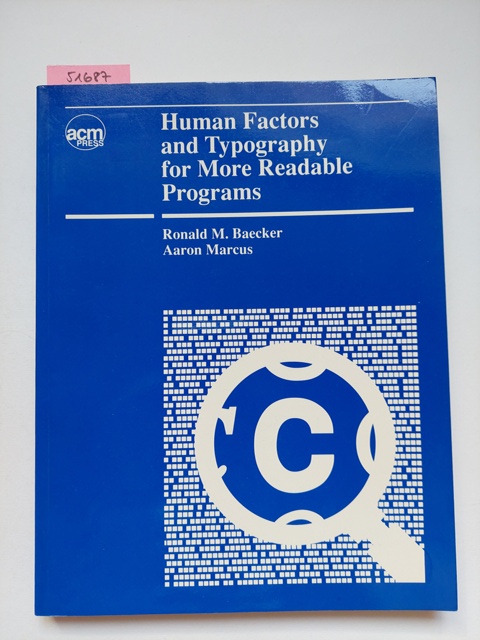 51687
acm
PRESS
Human Factors
and Typography
for More Readable
Programs
Ronald M. Baecker
Aaron Marcus
C